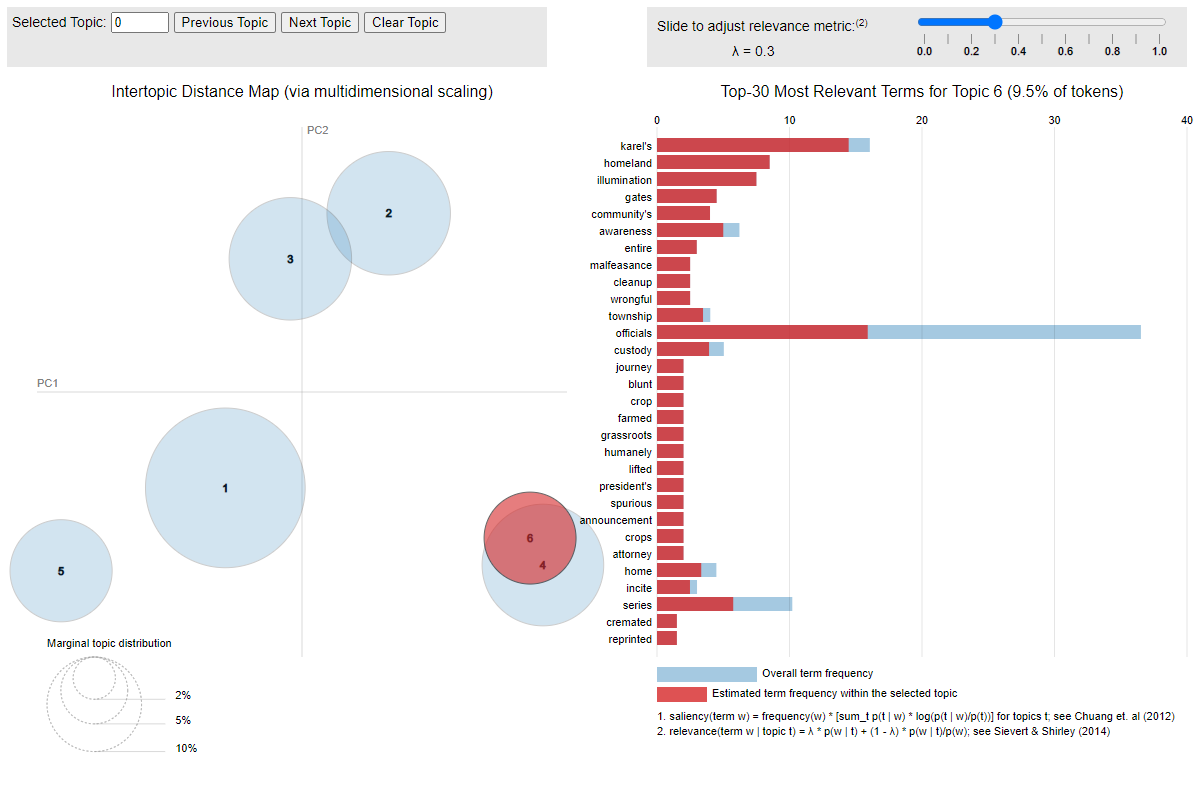 Selected Topic: 0 Previous Topic Next Topic Clear Topic
Slide to adjust relevance metric:(2)
λ = 0.3
0.0 0.2 0.4 0.6 0.8 1.0
Intertopic Distance Map (via multidimensional scaling)
PC2
PC1
2
3
1
5
6
4
Marginal topic distribution
2%
5%
10%
Top-30 Most Relevant Terms for Topic 6 (9.5% of tokens)
0 10 20 30 40
karel's
homeland
illumination
gates
community's
awareness
entire
malfeasance
cleanup
wrongful
township
officials
custody
journey
blunt
crop
farmed
grassroots
humanely
lifted
president's
spurious
announcement
crops
attorney
home
incite
series
cremated
reprinted
Overall term frequency
Estimated term frequency within the selected topic
1. saliency(term w) = frequency(w) * [sum_t p(t | w) * log(p(t | w)/p(t))] for topics t; see Chuang et. al (2012)
2. relevance(term w | topic t) = λ * p(w | t) + (1 - λ) * p(w | t)/p(w); see Sievert & Shirley (2014)